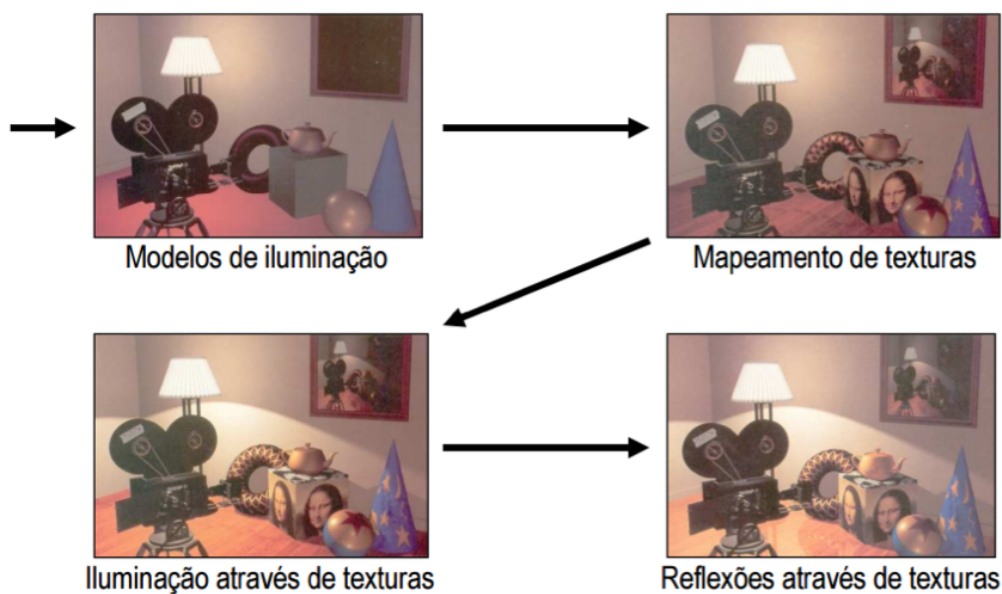 Modelos de iluminação
Mapeamento de texturas
Iluminação através de texturas
Reflexões através de texturas